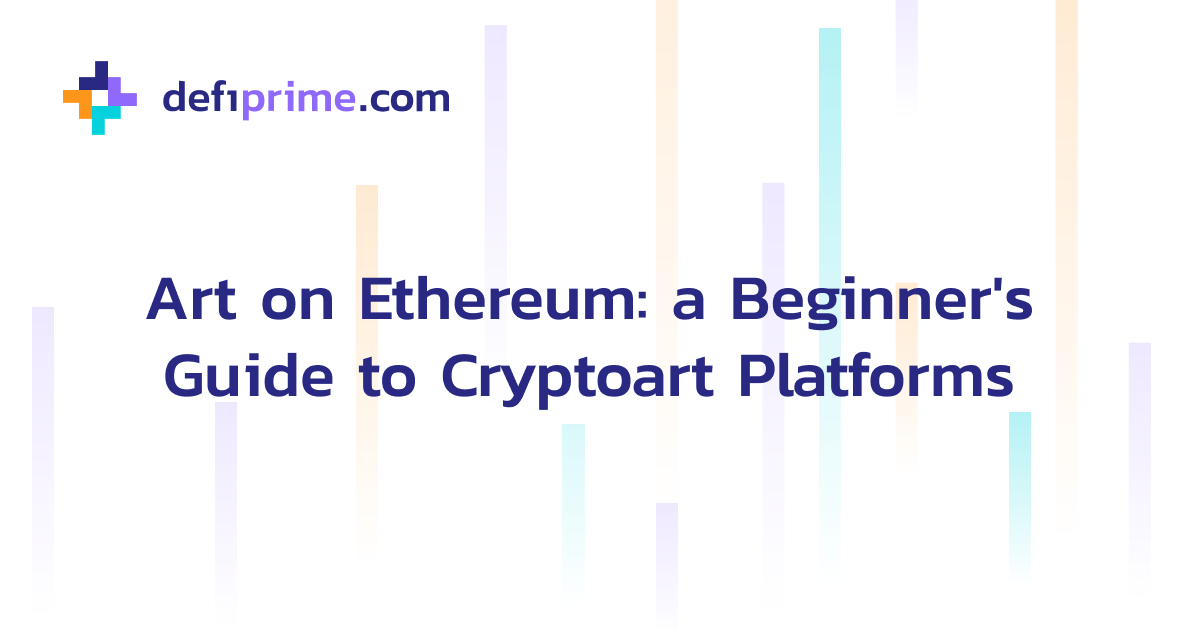 defiprime.com
Art on Ethereum: a Beginner's
Guide to Cryptoart Platforms